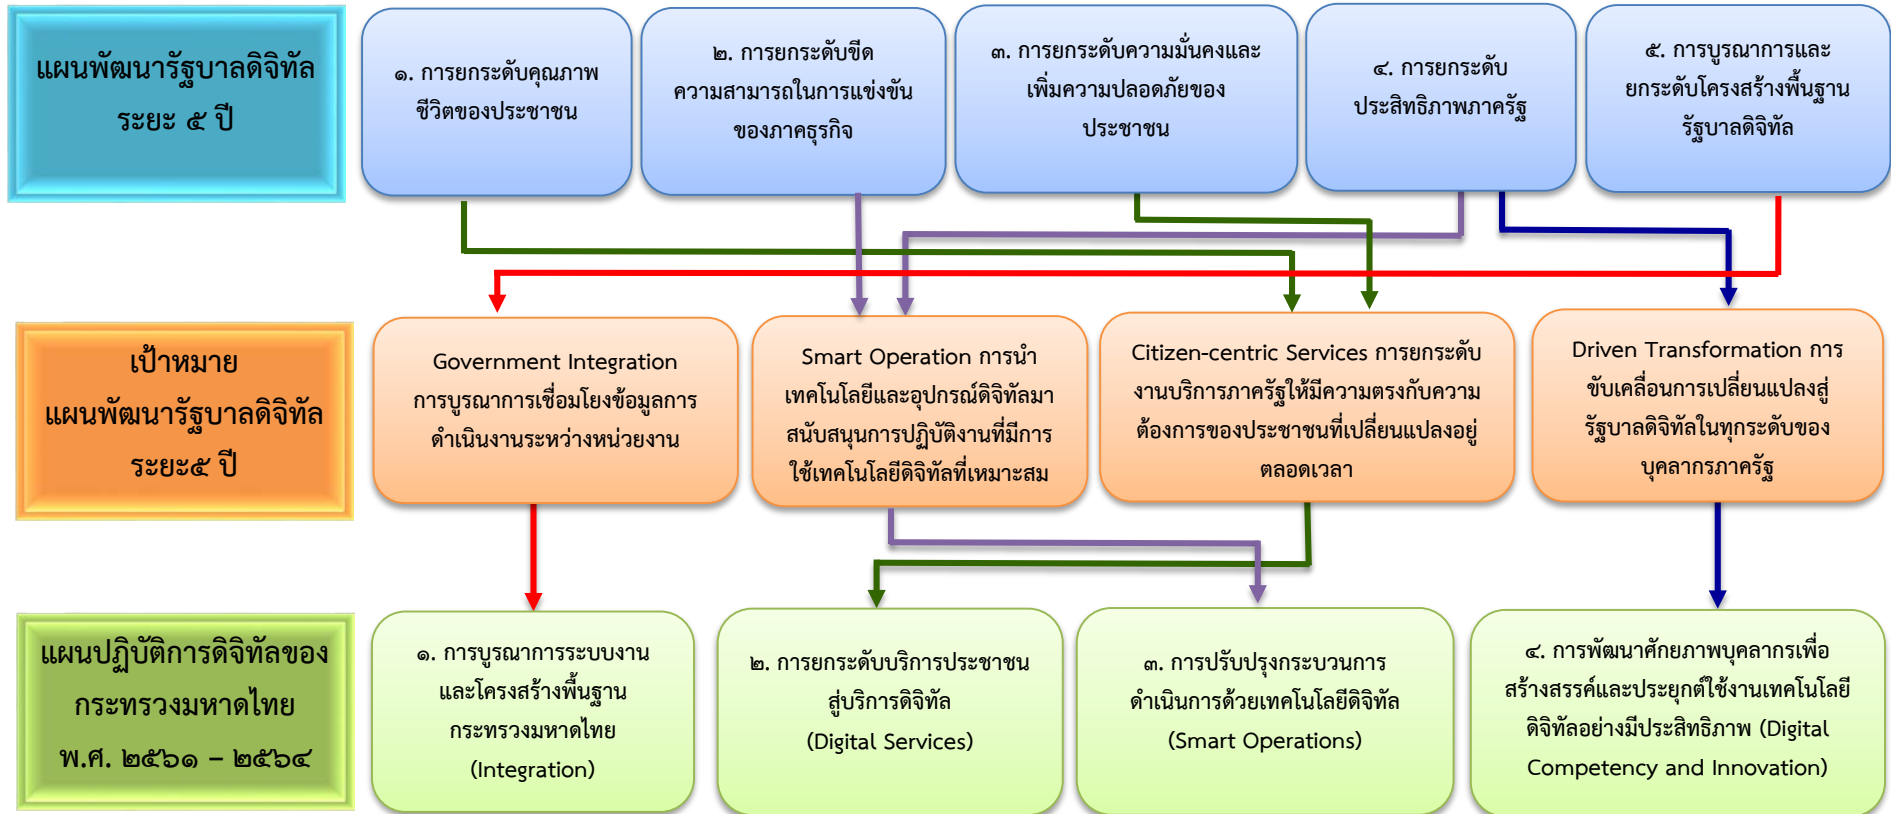 แผนพัฒนารัฐบาลดิจิทัล
ระยะ ๕ ปี
๑. การยกระดับคุณภาพ
ชีวิตของประชาชน
๒. การยกระดับขีด
ความสามารถในการแข่งขัน
ของภาคธุรกิจ
๓. การยกระดับความมั่นคงและ
เพิ่มความปลอดภัยของ
ประชาชน
๔. การยกระดับ
ประสิทธิภาพภาครัฐ
๕. การบูรณาการและ
ยกระดับโครงสร้างพื้นฐาน
รัฐบาลดิจิทัล
เป้าหมาย
แผนพัฒนารัฐบาลดิจิทัล
ระยะ๕ ปี
Government Integration
การบูรณาการเชื่อมโยงข้อมูลการ
ดำเนินงานระหว่างหน่วยงาน
Smart Operation การนำ
เทคโนโลยีและอุปกรณ์ดิจิทัลมา
สนับสนุนการปฏิบัติงานที่มีการ
ใช้เทคโนโลยีดิจิทัลที่เหมาะสม
Citizen-centric Services การยกระดับ
งานบริการภาครัฐให้มีความตรงกับความ
ต้องการของประชาชนที่เปลี่ยนแปลงอยู่
ตลอดเวลา
Driven Transformation การ
ขับเคลื่อนการเปลี่ยนแปลงสู่
รัฐบาลดิจิทัลในทุกระดับของ
บุคลากรภาครัฐ
แผนปฏิบัติการดิจิทัลของ
กระทรวงมหาดไทย
พ.ศ. ๒๕๖๑ – ๒๕๖๔
๑. การบูรณาการระบบงาน
และโครงสร้างพื้นฐาน
กระทรวงมหาดไทย
(Integration)
๒. การยกระดับบริการประชาชน
สู่บริการดิจิทัล
(Digital Services)
๓. การปรับปรุงกระบวนการ
ดำเนินการด้วยเทคโนโลยีดิจิทัล
(Smart Operations)
๔. การพัฒนาศักยภาพบุคลากรเพื่อ
สร้างสรรค์และประยุกต์ใช้งานเทคโนโลยี
ดิจิทัลอย่างมีประสิทธิภาพ (Digital
Competency and Innovation)